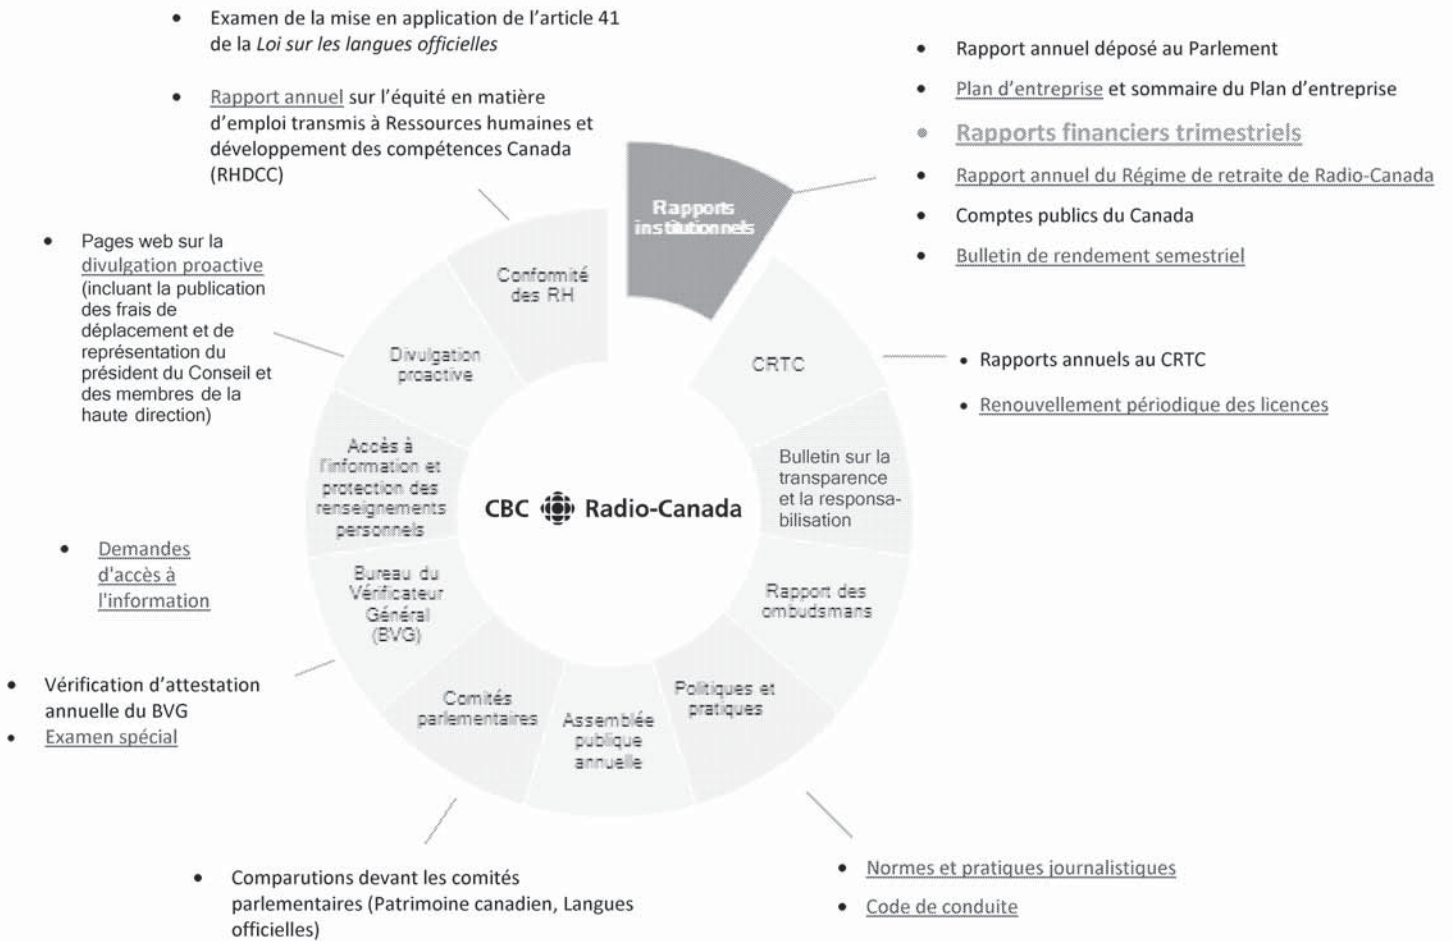 • Examen de la mise en application de l'article 41
de la Loi sur les langues officielles
• Rapport annuel sur l'équité en matière
d'emploi transmis à Ressources humaines et
développement des compétences Canada
(RHDCC)
• Rapport annuel déposé au Parlement
• Plan d'entreprise et sommaire du Plan d'entreprise
• Rapports financiers trimestriels
• Rapport annuel du Régime de retraite de Radio-Canada
• Comptes publics du Canada
• Bulletin de rendement semestriel
Rapports
institutionnels
• Pages web sur la
divulgation proactive
(incluant la publication
des frais de
déplacement et de
représentation du
président du Conseil et
des membres de la
haute direction)
Conformité
des RH
Divulgation
proactive
CRTC
• Rapports annuels au CRTC
• Renouvellement périodique des licences
Accès à
l'information et
protection des
renseignements
personnels
Bulletin sur la
transparence
et la responsa-
bilisation
CBC Radio-Canada
• Demandes
d'accès à
l'information
Bureau du
Vérificateur
Général
(BVG)
Rapport des
ombudsmans
• Vérification d'attestation
annuelle du BVG
• Examen spécial
Comités
parlementaires
Assemblée
publique
annuelle
Politiques et
pratiques
• Comparutions devant les comités
parlementaires (Patrimoine canadien, Langues
officielles)
• Normes et pratiques journalistiques
• Code de conduite